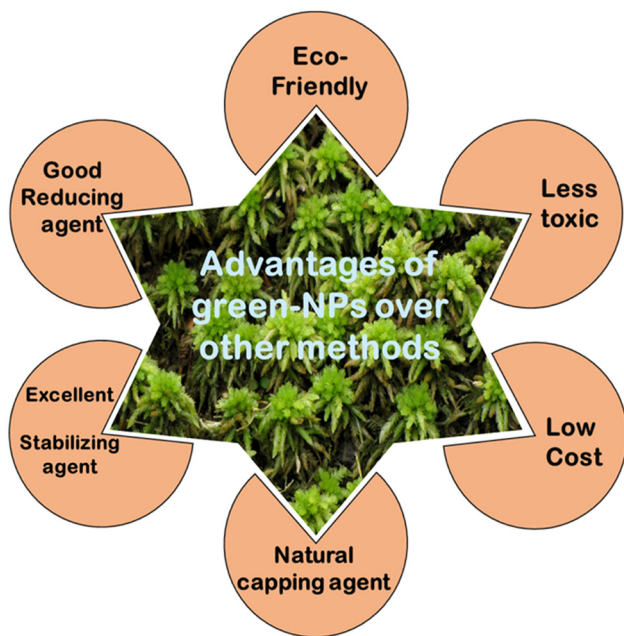 Eco-
Friendly
Good
Reducing
agent
Less
toxic
Advantages of
green-NPs over
other methods
Excellent
Stabilizing
agent
Low
Cost
Natural
capping agent